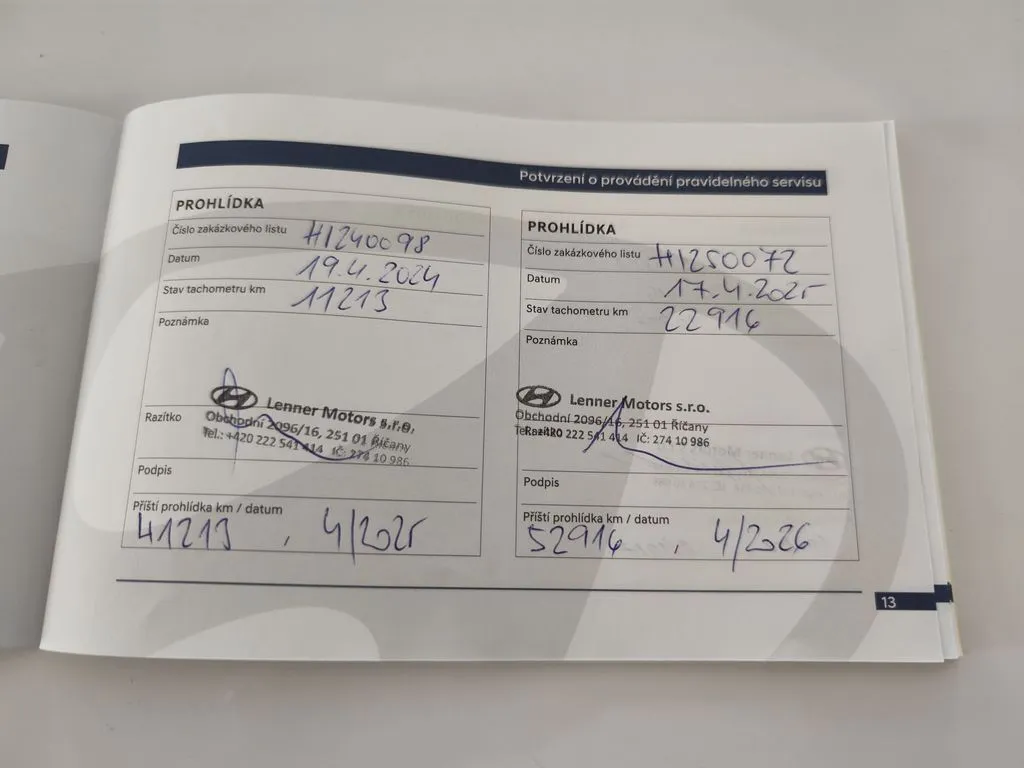 Potvrzení o provádění pravidelného servisu
PROHLÍDKA
Číslo zakázkového listu H1240098
Datum 19.4.2024
Stav tachometru km 11213
Poznámka
Lenner Motors s.r.o.
Razítko Obchodní 2096/16, 251 01 Říčany
Tel.: +420 222 541 414 IČ: 274 10 986
Podpis
Příští prohlídka km / datum
41213 , 4/2025
PROHLÍDKA
Číslo zakázkového listu H1250072
Datum 17.4.2025
Stav tachometru km 22916
Poznámka
Lenner Motors s.r.o.
Obchodní 2096/16, 251 01 Říčany
Razítko Tel.: +420 222 541 414 IČ: 274 10 986
Podpis
Příští prohlídka km / datum
52916 , 4/2026
13